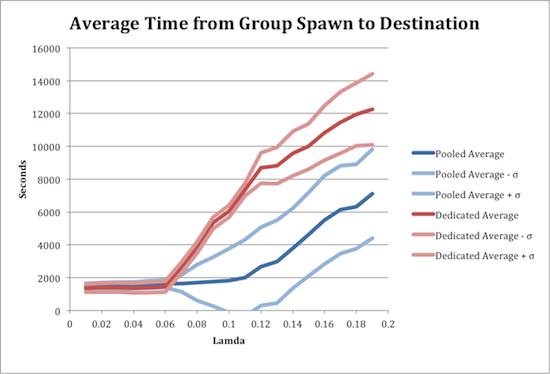 Average Time from Group Spawn to Destination
16000
14000
12000
10000
8000
6000
4000
2000
0
Seconds
0 0.02 0.04 0.06 0.08 0.1 0.12 0.14 0.16 0.18 0.2
Lamda
Pooled Average
Pooled Average - σ
Pooled Average + σ
Dedicated Average
Dedicated Average - σ
Dedicated Average + σ